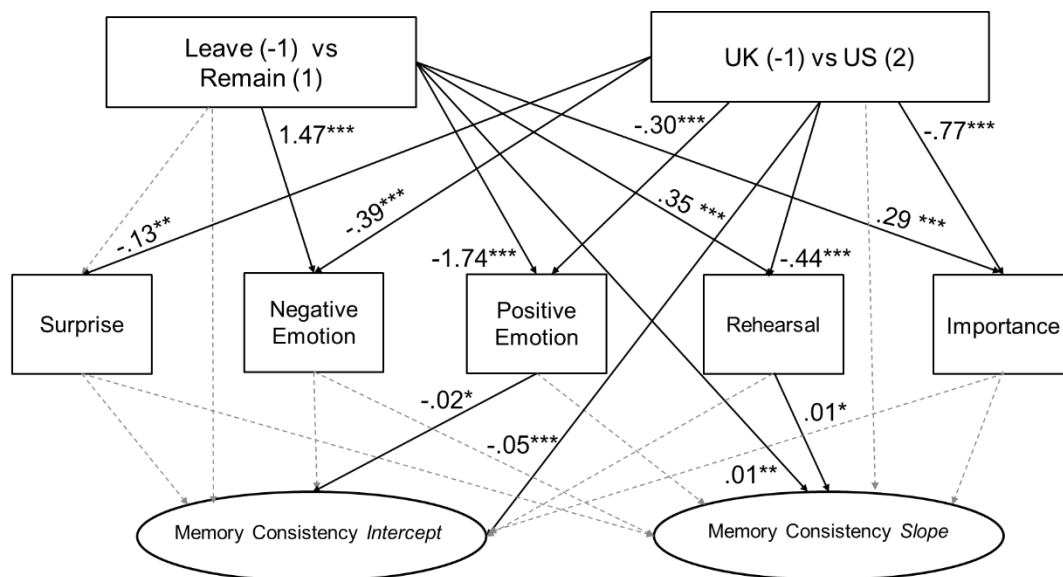 Leave (-1) vs
Remain (1)
UK (-1) vs US (2)
1.47***
-.30***
-.77***
-.13**
-.39***
-1.74***
.35 ***
-.44***
.29 ***
Surprise
Negative
Emotion
Positive
Emotion
Rehearsal
Importance
-.02*
-.05***
.01**
.01*
Memory Consistency Intercept
Memory Consistency Slope